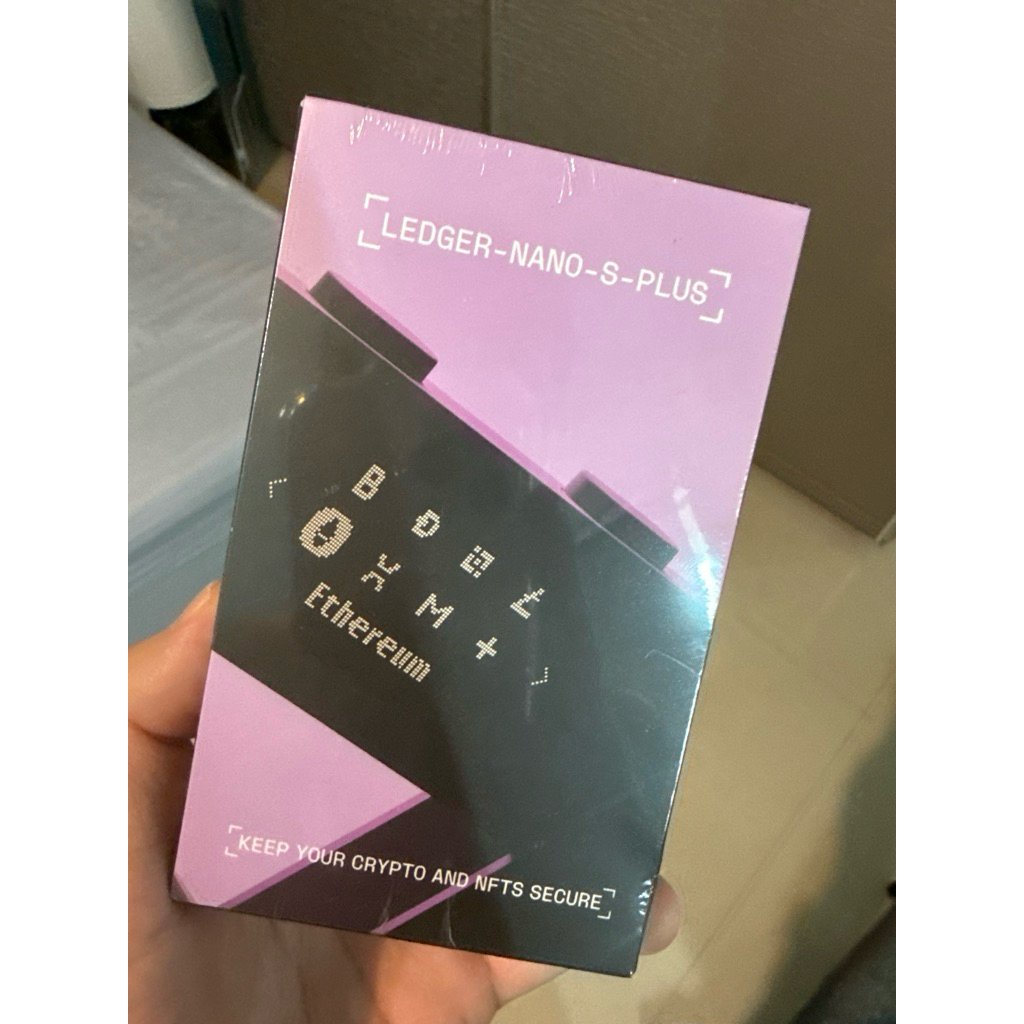 LEDGER-NANO-S-PLUS
Ethereum
KEEP YOUR CRYPTO AND NFTS SECURE